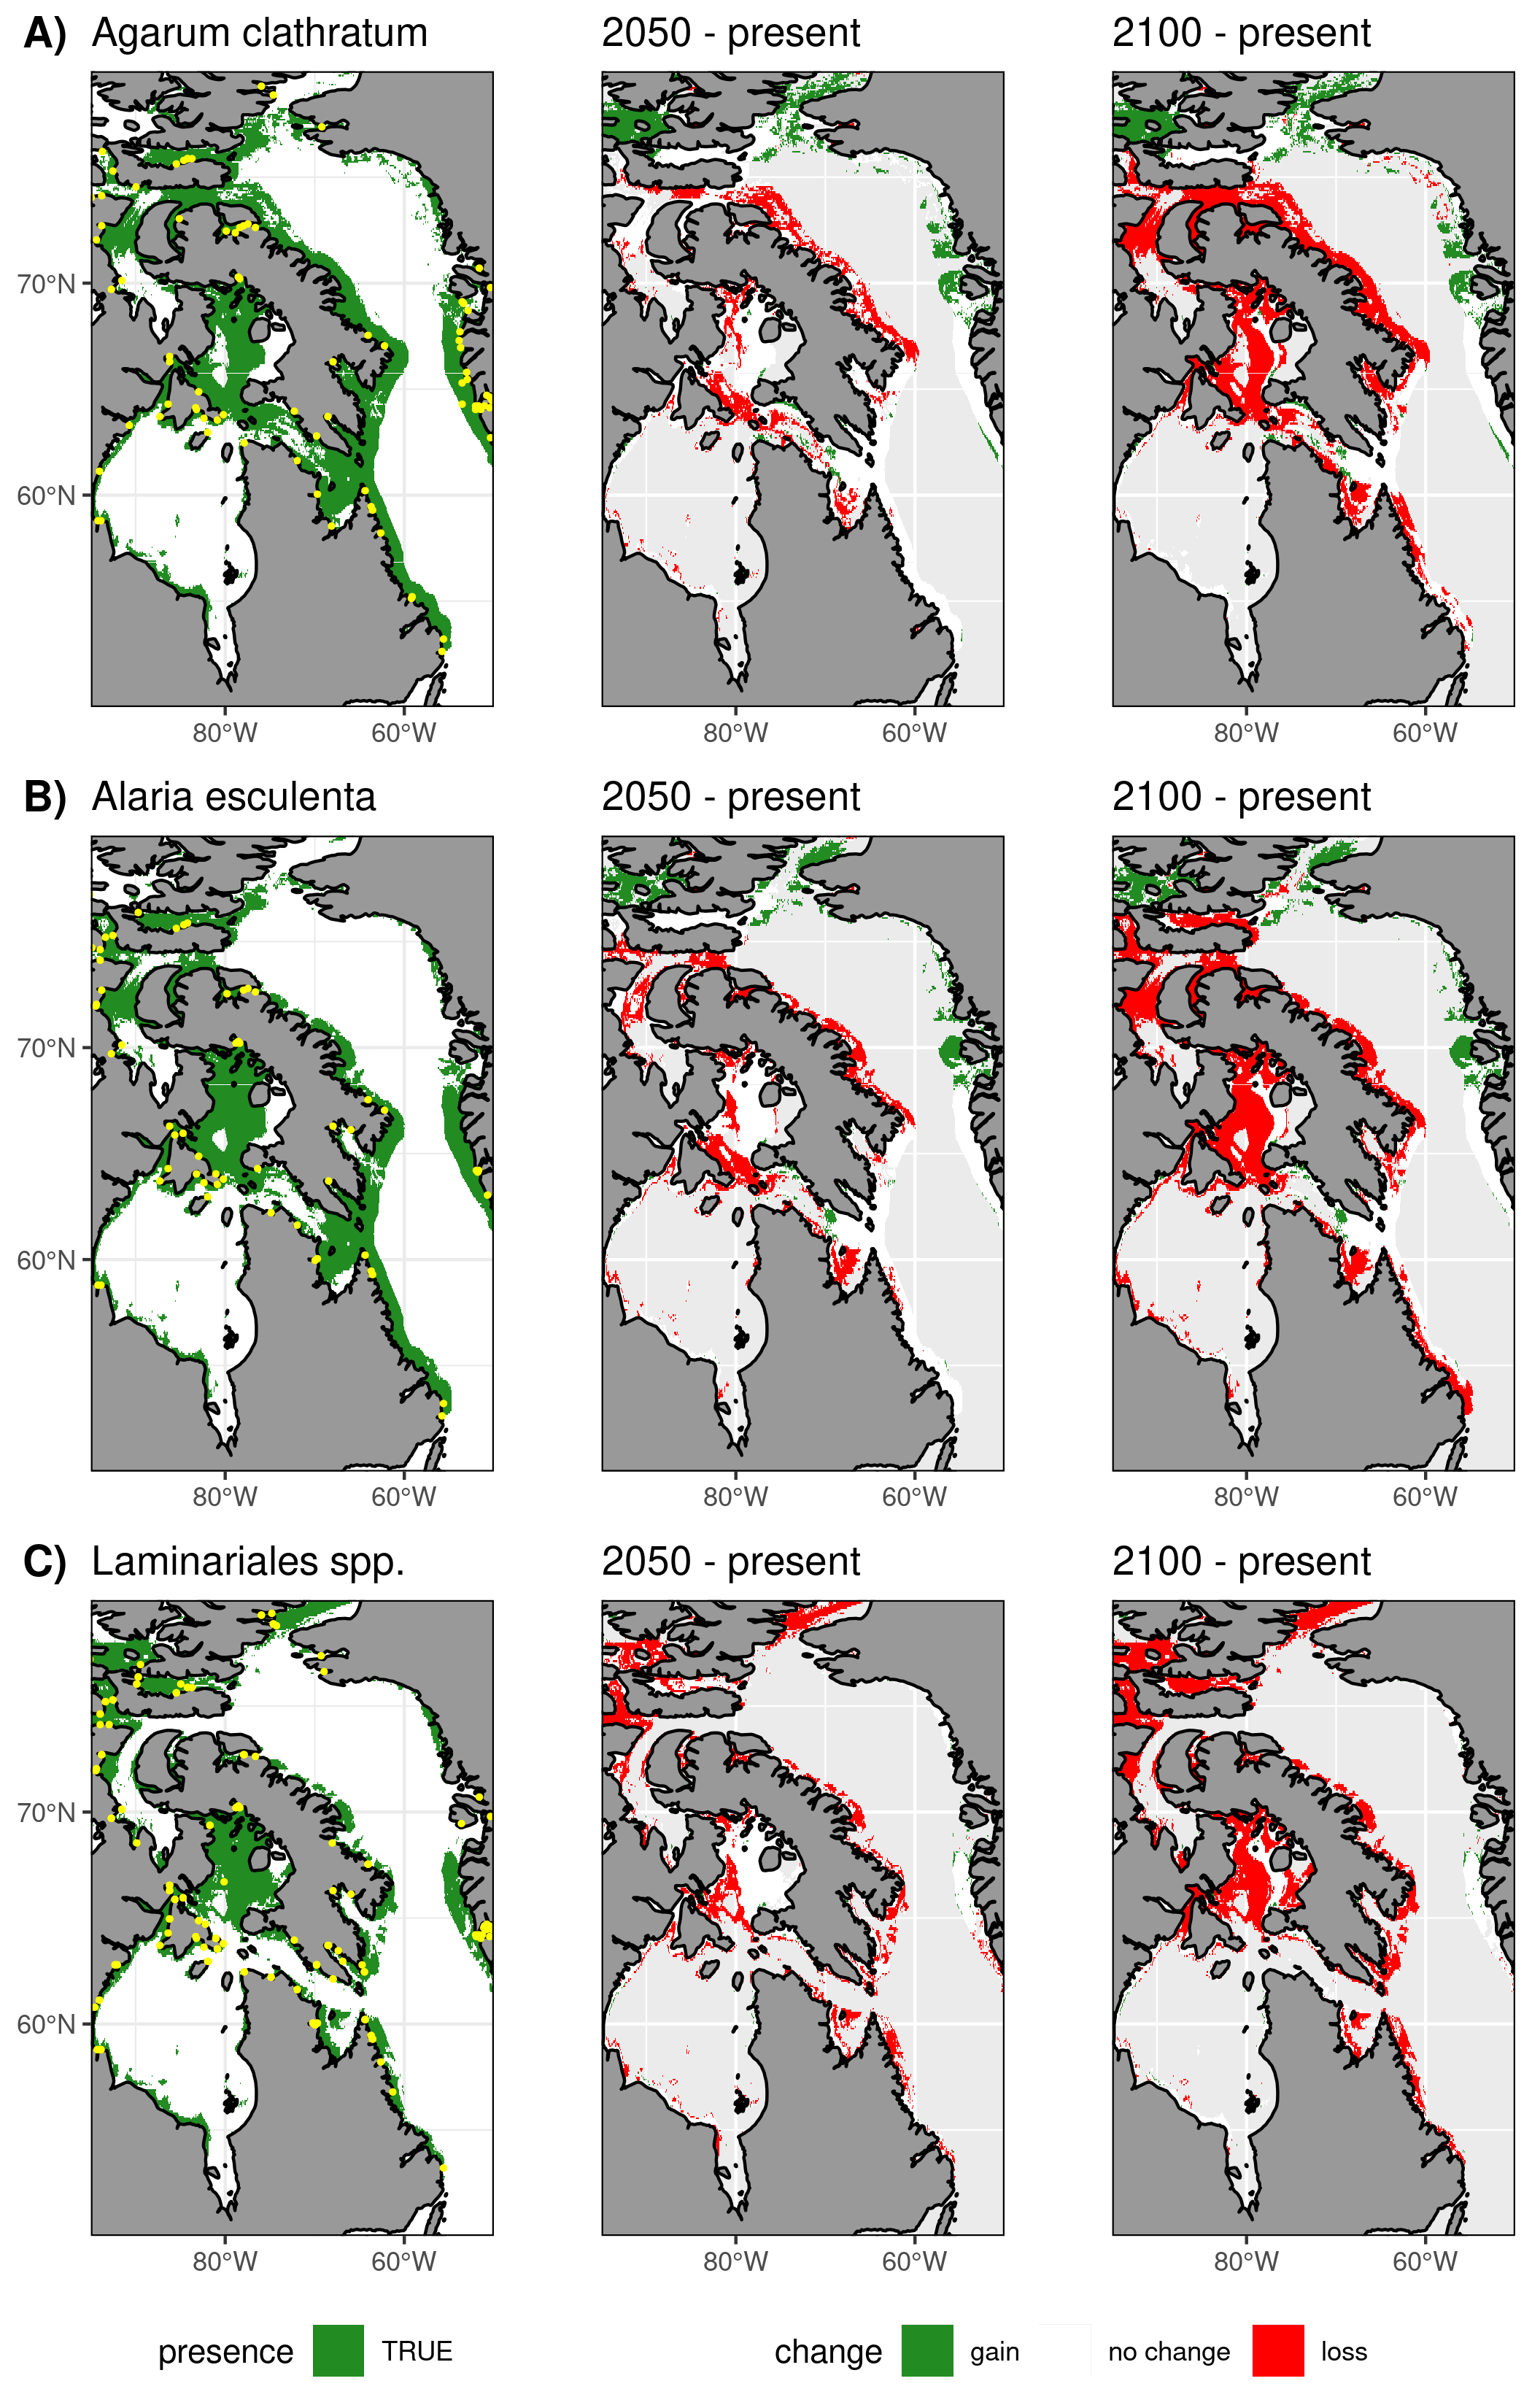 A) Agarum clathratum 2050 - present 2100 - present
70°N
60°N
80°W 60°W 80°W 60°W 80°W 60°W
B) Alaria esculenta 2050 - present 2100 - present
70°N
60°N
80°W 60°W 80°W 60°W 80°W 60°W
C) Laminariales spp. 2050 - present 2100 - present
70°N
60°N
80°W 60°W 80°W 60°W 80°W 60°W
presence TRUE change gain no change loss